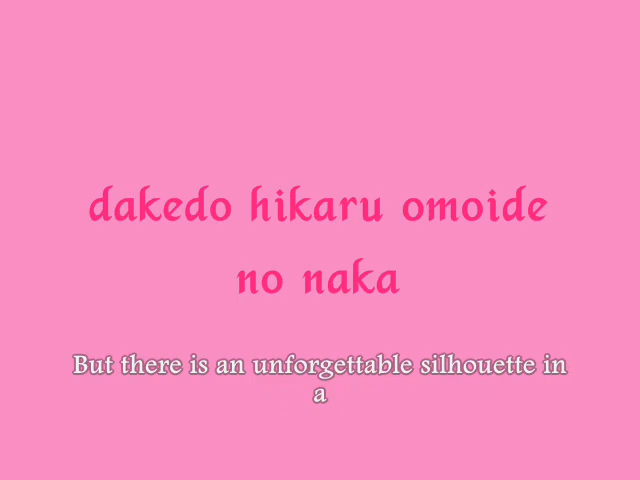 dakedo hikaru omoide
no naka
But there is an unforgettable silhouette in
a